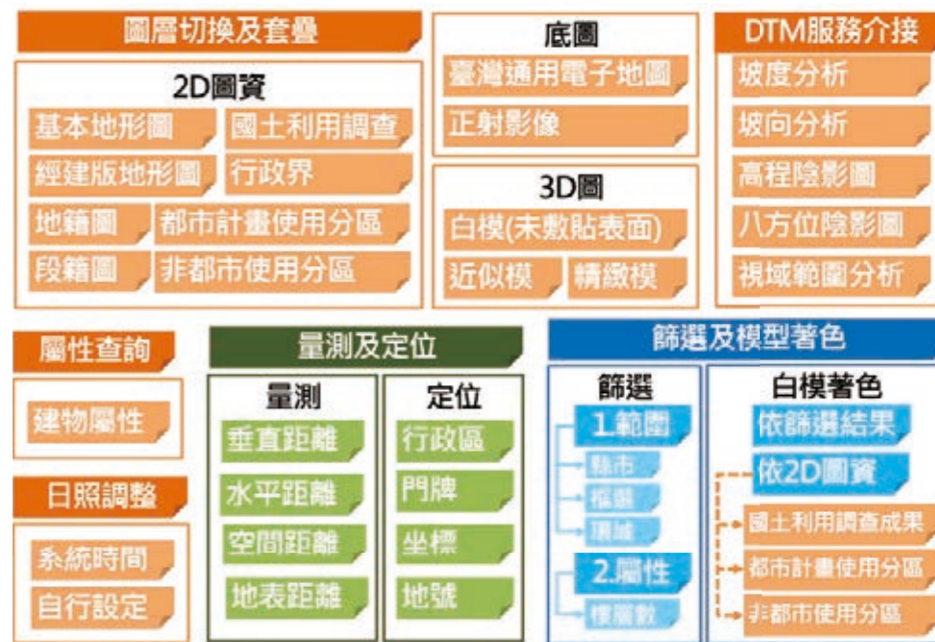 圖層切換及套疊
2D圖資
基本地形圖
國土利用調查
經建版地形圖
行政界
地籍圖
都市計畫使用分區
段籍圖
非都市使用分區
底圖
臺灣通用電子地圖
正射影像
3D圖
白模(未敷貼表面)
近似模
精緻模
DTM服務介接
坡度分析
坡向分析
高程陰影圖
八方位陰影圖
視域範圍分析
屬性查詢
建物屬性
日照調整
系統時間
自行設定
量測及定位
量測
垂直距離
水平距離
空間距離
地表距離
定位
行政區
門牌
坐標
地號
篩選及模型著色
篩選
1.範圍
縣市
框選
環域
2.屬性
樓層數
白模著色
依篩選結果
依2D圖資
國土利用調查成果
都市計畫使用分區
非都市使用分區